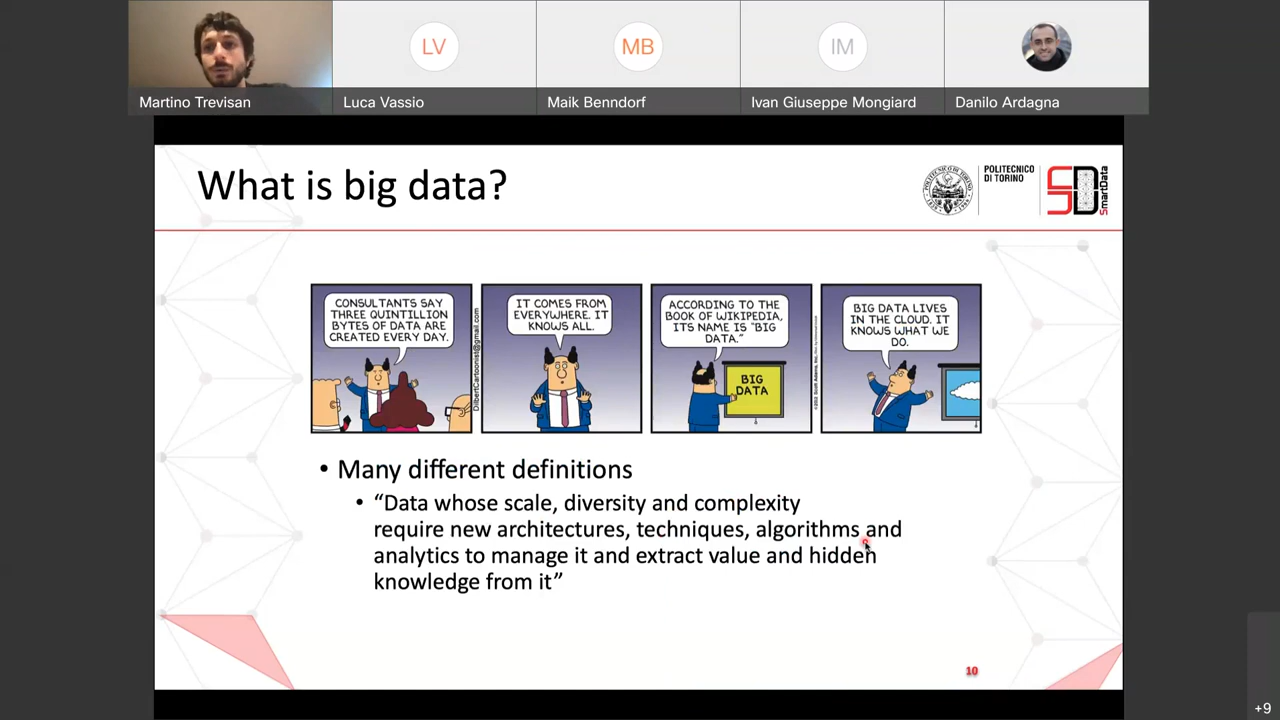 LV
MB
IM
Martino Trevisan
Luca Vassio
Maik Benndorf
Ivan Giuseppe Mongiard
Danilo Ardagna
What is big data?
POLITECNICO
DI TORINO
SmartData
CONSULTANTS SAY
THREE QUINTILLION
BYTES OF DATA ARE
CREATED EVERY DAY.
DilbertCartoonist@gmail.com
IT COMES FROM
EVERYWHERE. IT
KNOWS ALL.
ACCORDING TO THE
BOOK OF WIKIPEDIA,
ITS NAME IS "BIG
DATA."
BIG
DATA
BIG DATA LIVES
IN THE CLOUD. IT
KNOWS WHAT WE
DO.
• Many different definitions
• “Data whose scale, diversity and complexity
require new architectures, techniques, algorithms and
analytics to manage it and extract value and hidden
knowledge from it”
10
+9